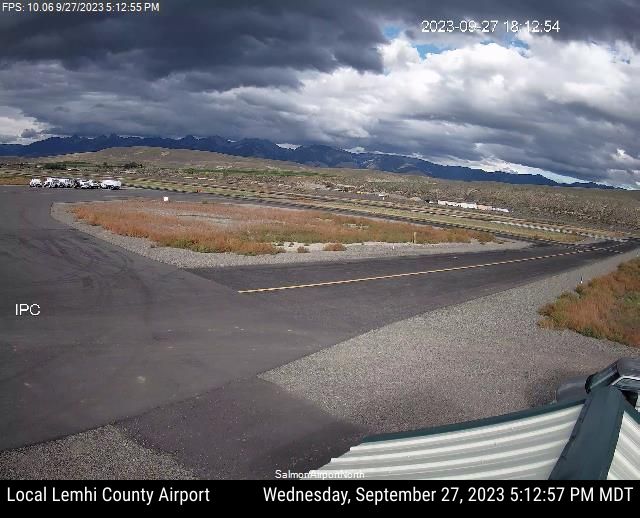 FPS: 10.06 9/27/2023 5:12:55 PM
2023-09-27 18:12:54
IPC
SalmonAirportNorth
Local Lemhi County Airport Wednesday, September 27, 2023 5:12:57 PM MDT